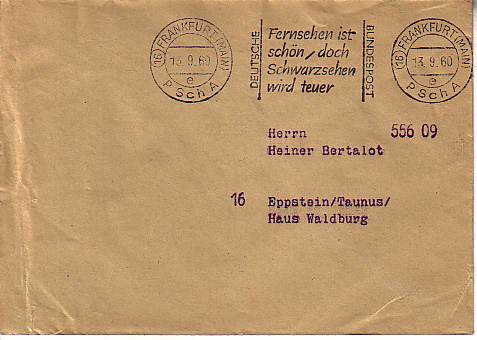 (16) FRANKFURT (MAIN)
13.9.60
e
PSchA
DEUTSCHE
Fernsehen ist
schön, doch
Schwarzsehen
wird teuer
BUNDESPOST
(16) FRANKFURT (MAIN)
13.9.60
e
PSchA
Herrn 556 09
Heiner Bertalot
16 Eppstein/Taunus/
Haus Waldburg